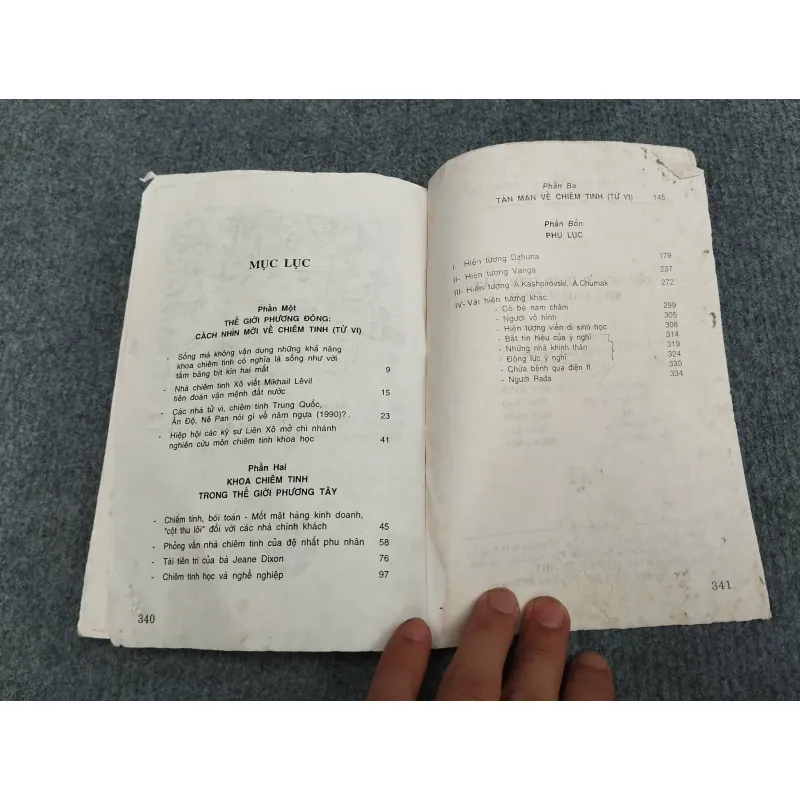 MỤC LỤC
Phần Một
THẾ GIỚI PHƯƠNG ĐÔNG:
CÁCH NHÌN MỚI VỀ CHIÊM TINH (TỬ VI)
- Sống mà không vận dụng những khả năng
khoa chiêm tinh có nghĩa là sống như với
tấm băng bịt kín hai mắt 9
- Nhà chiêm tinh Xô viết Mikhail Lêvil
tiên đoán vận mệnh đất nước 15
- Các nhà tử vi, chiêm tinh Trung Quốc,
Ấn Độ, Nê Pan nói gì về năm ngựa (1990)? . 23
- Hiệp hội các kỹ sư Liên Xô mở chi nhánh
nghiên cứu môn chiêm tinh khoa học 41
Phần Hai
KHOA CHIÊM TINH
TRONG THẾ GIỚI PHƯƠNG TÂY
- Chiêm tinh, bói toán - Một mặt hàng kinh doanh,
"cột thu lôi" đối với các nhà chính khách 45
- Phỏng vấn nhà chiêm tinh của đệ nhất phu nhân 58
- Tài tiên tri của bà Jeane Dixon 76
- Chiêm tinh học và nghề nghiệp 97
340
Phần Ba
TẢN MẠN VỀ CHIÊM TINH (TỬ VI) 145
Phần Bốn
PHỤ LỤC
I- Hiện tượng Dzhuna 179
II- Hiện tượng Vanga 237
III- Hiện tượng A.Kashpirovski, A.Chumak 272
IV- Vài hiện tượng khác:
- Cô bé nam châm 299
- Người vô hình 305
- Hiện tượng viễn di sinh học 308
- Bắt tín hiệu của ý nghĩ 314
- Những nhà khinh thân 319
- Động lực ý nghĩ 324
- Chữa bệnh qua điện tí 330
- Người Rada 334
341